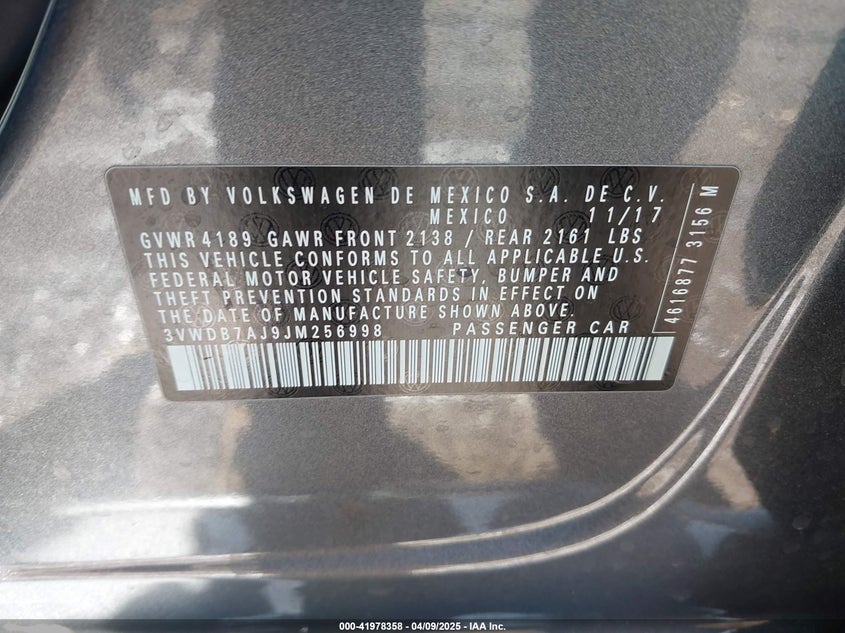 MFD BY VOLKSWAGEN DE MEXICO S.A. DE C.V.
MEXICO 11/17
GVWR 4189 GAWR FRONT 2138 / REAR 2161 LBS
THIS VEHICLE CONFORMS TO ALL APPLICABLE U.S.
FEDERAL MOTOR VEHICLE SAFETY, BUMPER AND
THEFT PREVENTION STANDARDS IN EFFECT ON
THE DATE OF MANUFACTURE SHOWN ABOVE.
3VWDB7AJ9JM256998 PASSENGER CAR
4616877 3156 M
000-41978358 | 04/09/2025 | IAA Inc.